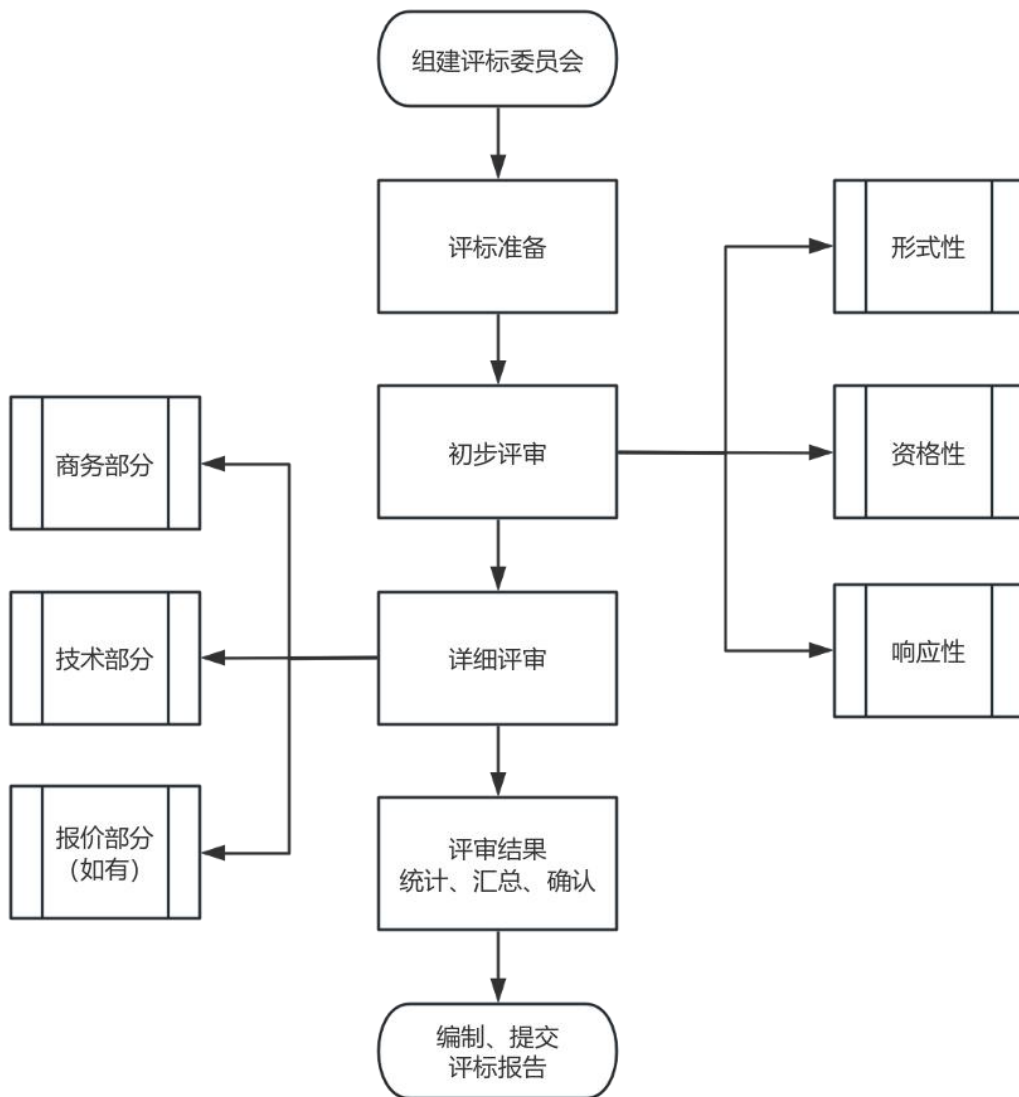 组建评标委员会
评标准备
形式性
初步评审
资格性
商务部分
详细评审
响应性
技术部分
报价部分
（如有）
评审结果
统计、汇总、确认
编制、提交
评标报告